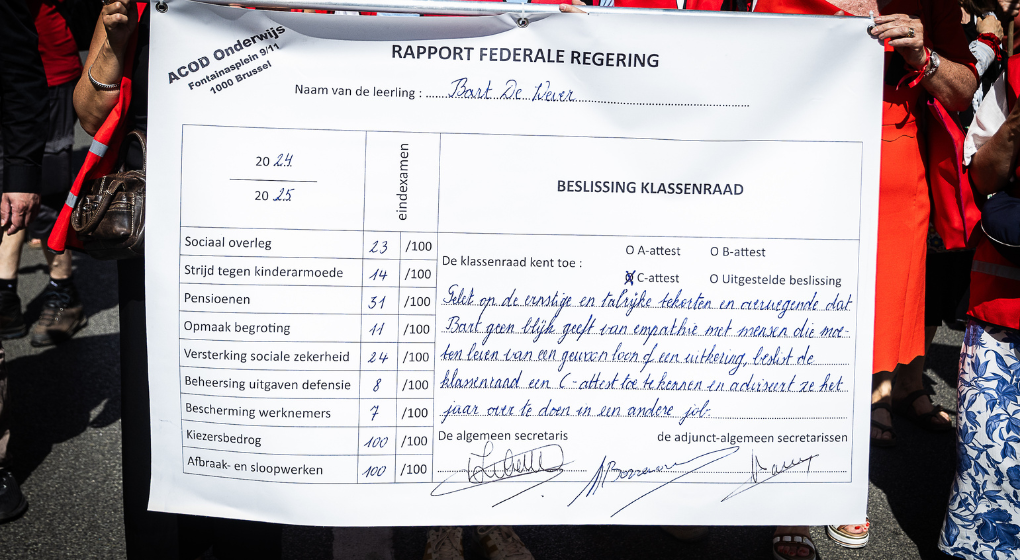 ACOD Onderwijs
Fontainasplein 9/11
1000 Brussel
RAPPORT FEDERALE REGERING
Naam van de leerling : Bart De Wever
2024
2025
eindexamen
BESLISSING KLASSENRAAD
Sociaal overleg 23 /100
Strijd tegen kinderarmoede 14 /100
Pensioenen 31 /100
Opmaak begroting 11 /100
Versterking sociale zekerheid 24 /100
Beheersing uitgaven defensie 8 /100
Bescherming werknemers 7 /100
Kiezersbedrog 100 /100
Afbraak- en sloopwerken 100 /100
De klassenraad kent toe :
O A-attest O B-attest
O C-attest O Uitgestelde beslissing
Gelet op de ernstige en talrijke tekorten en overwegende dat
Bart geen blijk geeft van empathie met mensen die moe-
ten leven van een gewoon loon of een uitkering, beslist de
klassenraad een C-attest toe te kennen en adviseert ze het
jaar over te doen in een andere job.
De algemeen secretaris de adjunct-algemeen secretarissen